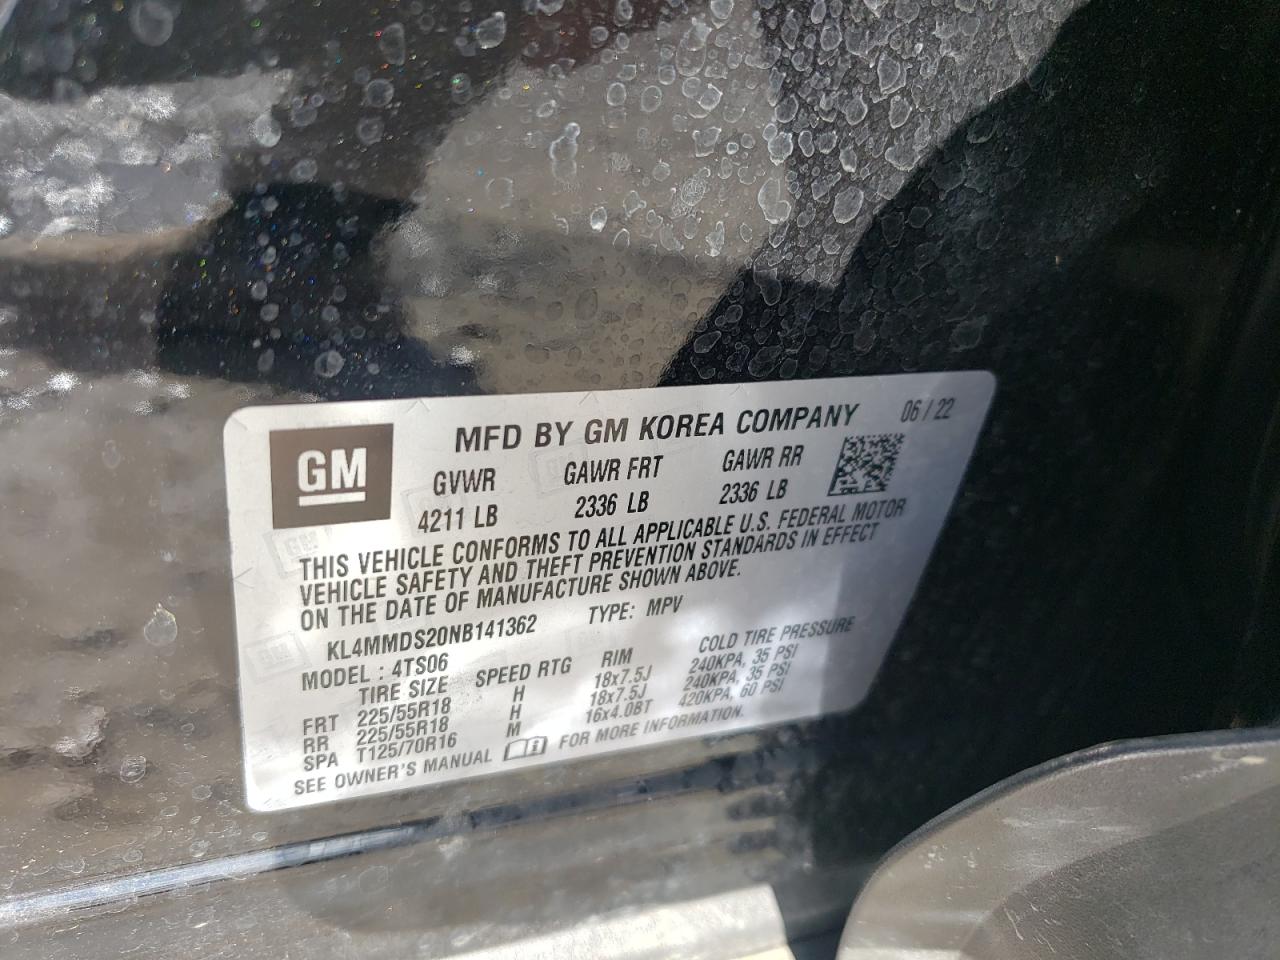 GM
MFD BY GM KOREA COMPANY 06 / 22
GVWR GAWR FRT GAWR RR
4211 LB 2336 LB 2336 LB
THIS VEHICLE CONFORMS TO ALL APPLICABLE U.S. FEDERAL MOTOR
VEHICLE SAFETY AND THEFT PREVENTION STANDARDS IN EFFECT
ON THE DATE OF MANUFACTURE SHOWN ABOVE.
KL4MMDS20NB141362 TYPE: MPV
MODEL : 4TS06
TIRE SIZE SPEED RTG RIM COLD TIRE PRESSURE
FRT 225/55R18 H 18x7.5J 240KPA, 35 PSI
RR 225/55R18 H 18x7.5J 240KPA, 35 PSI
SPA T125/70R16 M 16x4.0BT 420KPA, 60 PSI
SEE OWNER'S MANUAL FOR MORE INFORMATION.